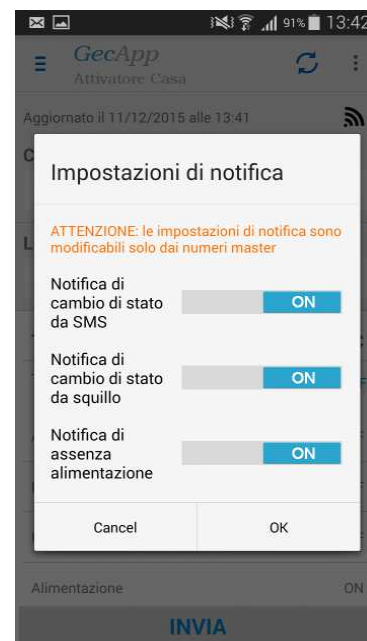 91% 13:42
GecApp
Attivatore Casa
Aggiornato il 11/12/2015 alle 13:41
C
Impostazioni di notifica
ATTENZIONE: le impostazioni di notifica sono
modificabili solo dai numeri master
L
Notifica di
cambio di stato
da SMS
ON
Notifica di
cambio di stato
da squillo
ON
Notifica di
assenza
alimentazione
ON
Cancel OK
Alimentazione ON
INVIA